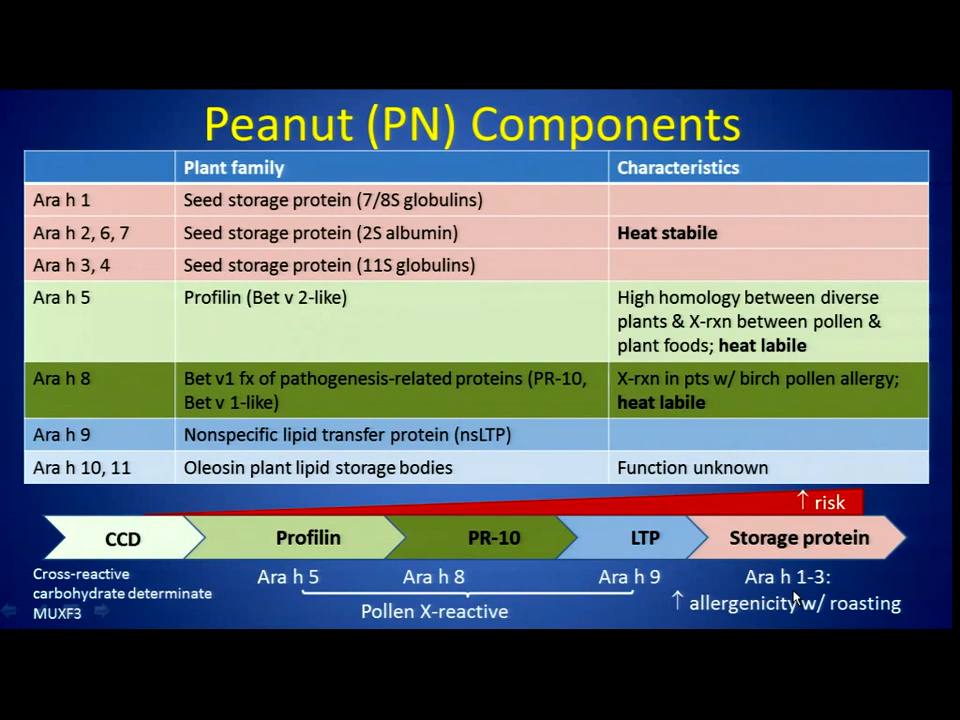 Peanut (PN) Components
Plant family
Characteristics
Ara h 1
Seed storage protein (7/8S globulins)
Ara h 2, 6, 7
Seed storage protein (2S albumin)
Heat stabile
Ara h 3, 4
Seed storage protein (11S globulins)
Ara h 5
Profilin (Bet v 2-like)
High homology between diverse
plants & X-rxn between pollen &
plant foods; heat labile
Ara h 8
Bet v1 fx of pathogenesis-related proteins (PR-10,
Bet v 1-like)
X-rxn in pts w/ birch pollen allergy;
heat labile
Ara h 9
Nonspecific lipid transfer protein (nsLTP)
Ara h 10, 11
Oleosin plant lipid storage bodies
Function unknown
↑ risk
CCD
Profilin
PR-10
LTP
Storage protein
Cross-reactive
carbohydrate determinate
MUXF3
Ara h 5
Ara h 8
Ara h 9
Pollen X-reactive
Ara h 1-3:
↑ allergenicity w/ roasting